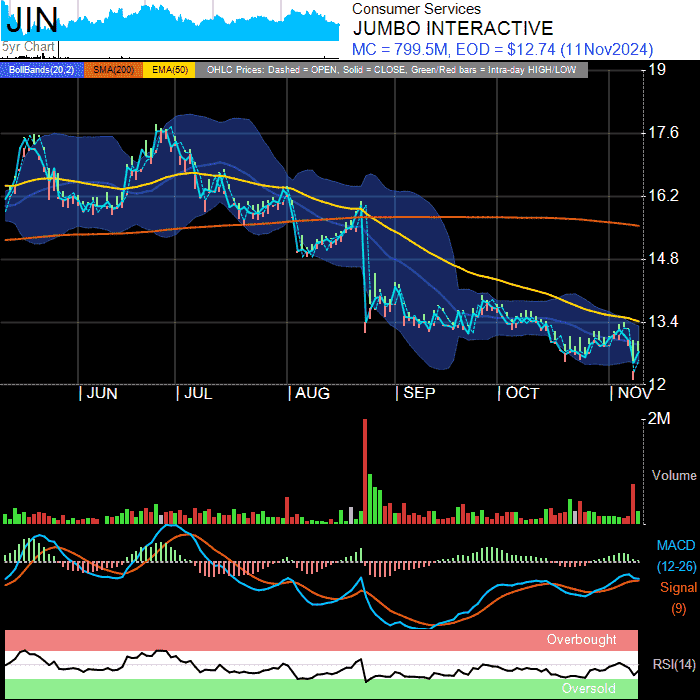 JIN
5yr Chart
Consumer Services
JUMBO INTERACTIVE
MC = 799.5M, EOD = $12.74 (11Nov2024)
BollBands(20,2) SMA(200) EMA(50) OHLC Prices: Dashed = OPEN, Solid = CLOSE, Green/Red bars = Intra-day HIGH/LOW
19
17.6
16.2
14.8
13.4
12
JUN JUL AUG SEP OCT NOV
2M
Volume
MACD
(12-26)
Signal
(9)
Overbought
RSI(14)
Oversold